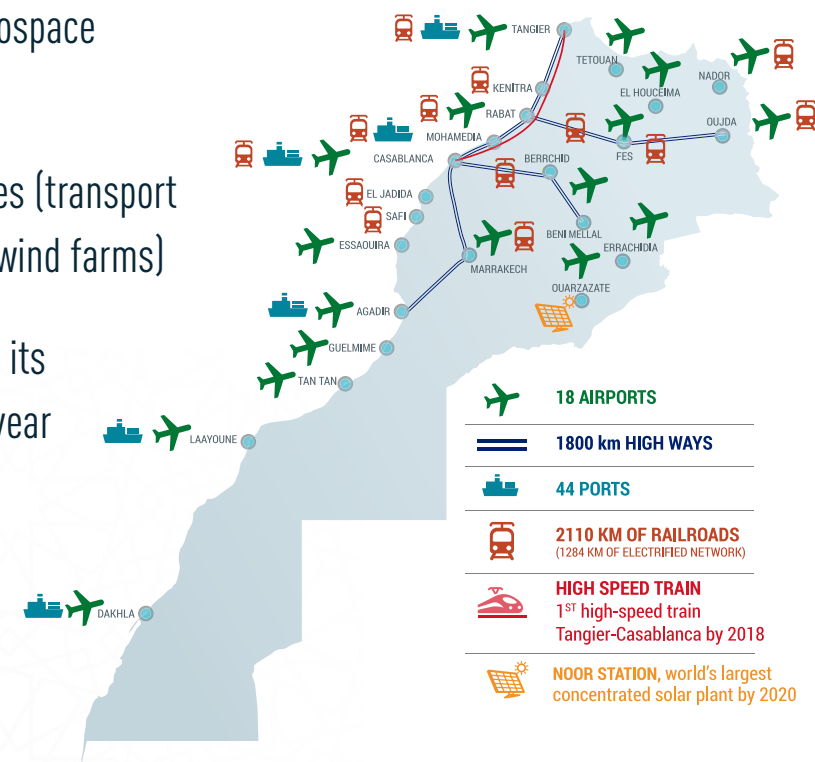 ospace
es (transport
wind farms)
its
year
TANGIER
TETOUAN
NADOR
KENİTRA
EL HOUCEIMA
RABAT
OUJDA
MOHAMEDIA
FES
CASABLANCA
BERRCHID
EL JADIDA
SAFI
BENI MELLAL
ESSAOUIRA
ERRACHIDIA
MARRAKECH
OUARZAZATE
AGADIR
GUELMIME
TAN TAN
LAAYOUNE
DAKHLA
18 AIRPORTS
1800 km HIGH WAYS
44 PORTS
2110 KM OF RAILROADS
(1284 KM OF ELECTRIFIED NETWORK)
HIGH SPEED TRAIN
1ST high-speed train
Tangier-Casablanca by 2018
NOOR STATION, world's largest
concentrated solar plant by 2020